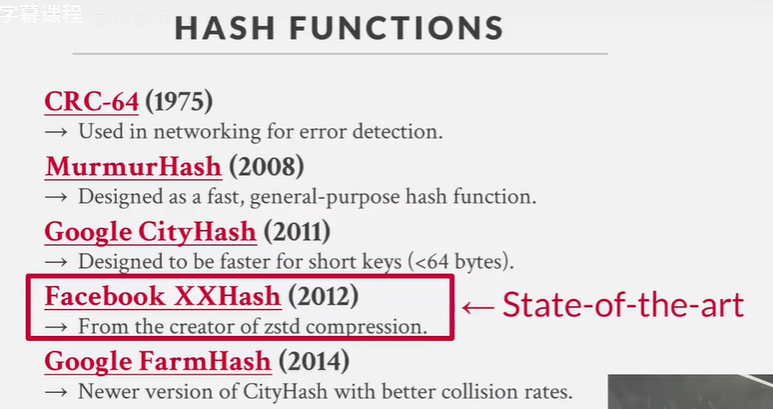 字幕课程
HASH FUNCTIONS
CRC-64 (1975)
→ Used in networking for error detection.
MurmurHash (2008)
→ Designed as a fast, general-purpose hash function.
Google CityHash (2011)
→ Designed to be faster for short keys (<64 bytes).
Facebook XXHash (2012)
→ From the creator of zstd compression.
← State-of-the-art
Google FarmHash (2014)
→ Newer version of CityHash with better collision rates.